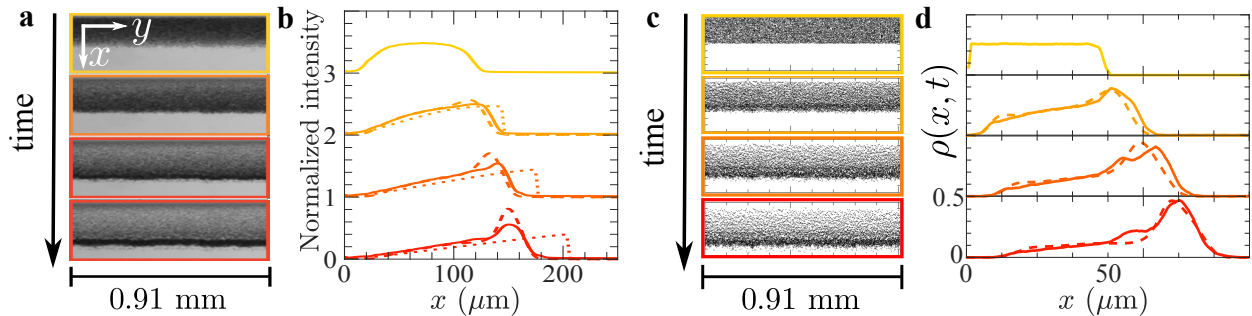 a
time
y
x
0.91 mm
b
Normalized intensity
3
2
1
0
0
100
200
x (μm)
c
time
0.91 mm
d
ρ(x, t)
0.5
0
0
50
x (μm)